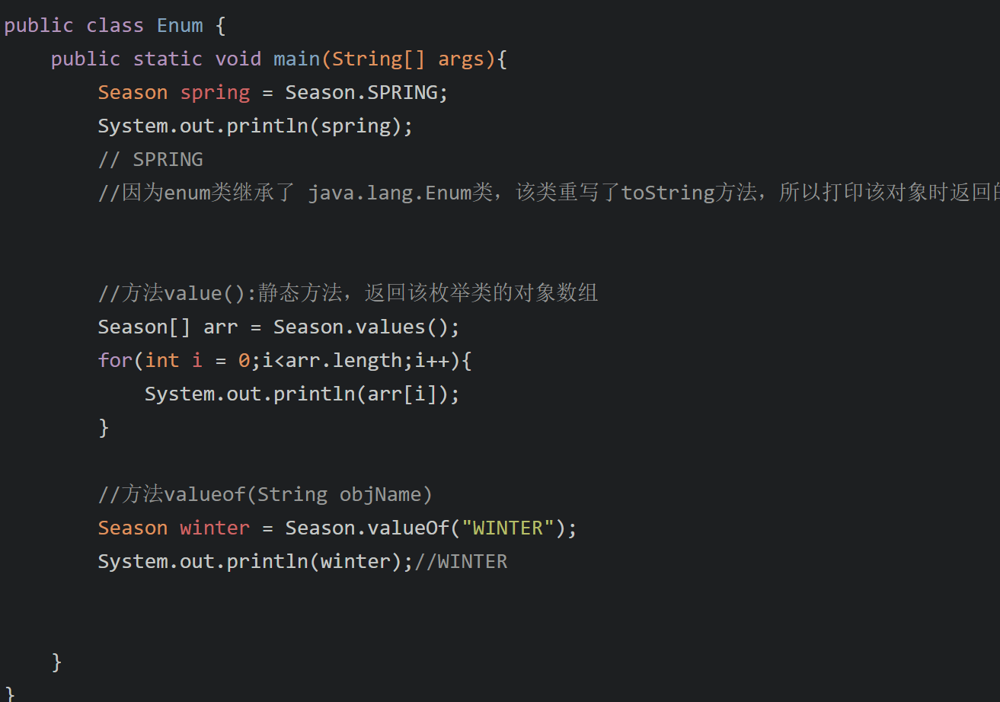 public class Enum {
public static void main(String[] args){
Season spring = Season.SPRING;
System.out.println(spring);
// SPRING
//因为enum类继承了 java.lang.Enum类，该类重写了toString方法，所以打印该对象时返回
//方法value():静态方法，返回该枚举类的对象数组
Season[] arr = Season.values();
for(int i = 0;i<arr.length;i++){
System.out.println(arr[i]);
}
//方法valueof(String objName)
Season winter = Season.valueOf("WINTER");
System.out.println(winter);//WINTER
}
}